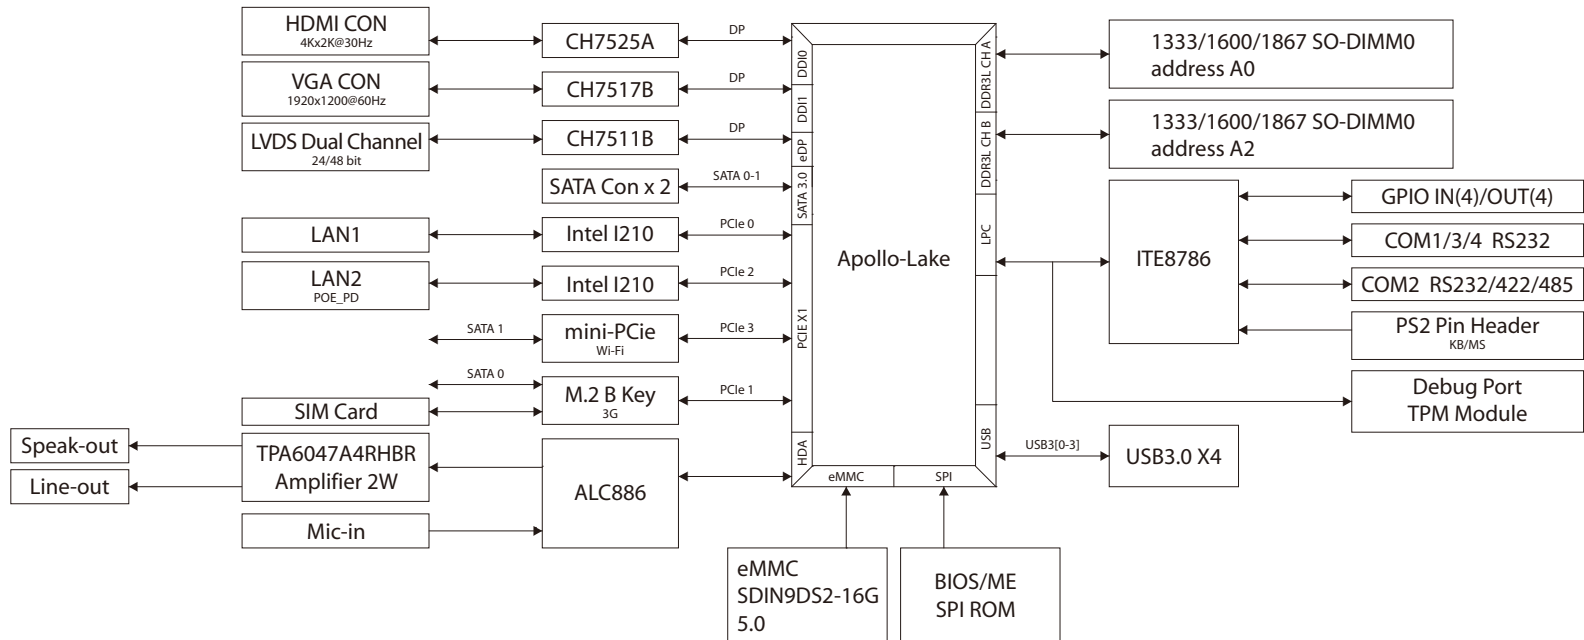 HDMI CON
4Kx2K@30Hz
CH7525A
DP
VGA CON
1920x1200@60Hz
CH7517B
DP
LVDS Dual Channel
24/48 bit
CH7511B
DP
SATA Con x 2
SATA 0-1
LAN1
Intel I210
PCIe 0
LAN2
POE_PD
Intel I210
PCIe 2
SATA 1
mini-PCie
Wi-Fi
PCIe 3
SATA 0
M.2 B Key
3G
PCIe 1
SIM Card
Speak-out
Line-out
TPA6047A4RHBR
Amplifier 2W
Mic-in
ALC886
DDI0
DDI1
eDP
SATA 3.0
PCIE X1
HDA
Apollo-Lake
eMMC
SPI
DDR3L CH A
DDR3L CH B
LPC
USB
eMMC
SDIN9DS2-16G
5.0
BIOS/ME
SPI ROM
1333/1600/1867 SO-DIMM0
address A0
1333/1600/1867 SO-DIMM0
address A2
ITE8786
GPIO IN(4)/OUT(4)
COM1/3/4 RS232
COM2 RS232/422/485
PS2 Pin Header
KB/MS
Debug Port
TPM Module
USB3[0-3]
USB3.0 X4